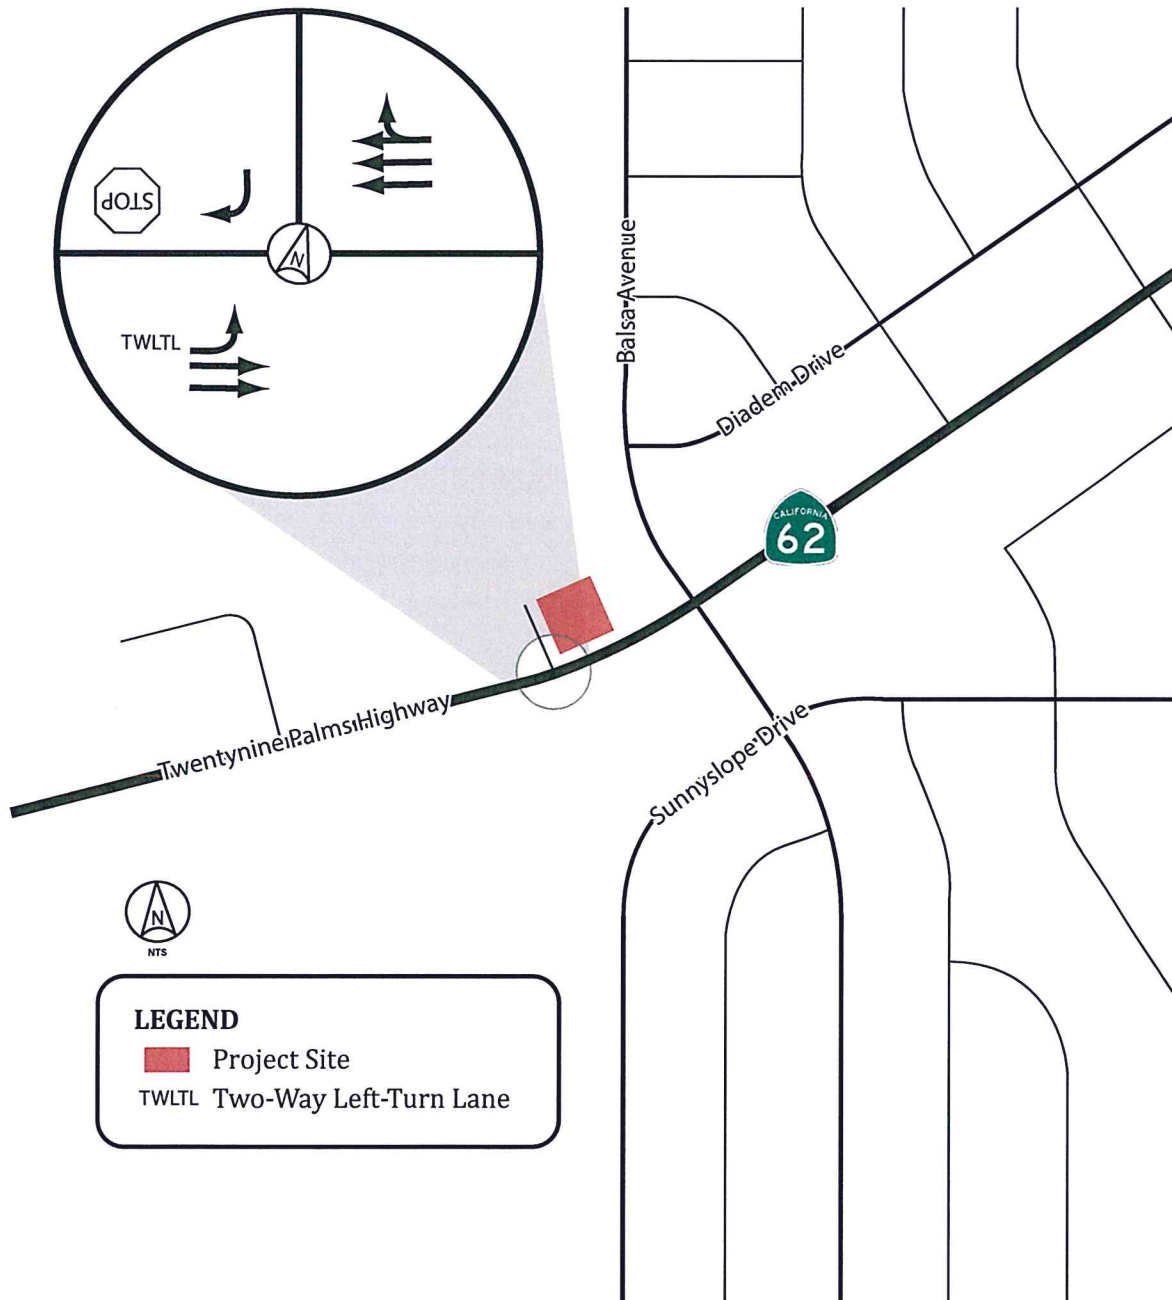 STOP
N
TWLTL
Balsa Avenue
Diadem Drive
CALIFORNIA
62
Twentynine Palms Highway
Sunnyslope Drive
N
NTS
LEGEND
Project Site
TWLTL Two-Way Left-Turn Lane